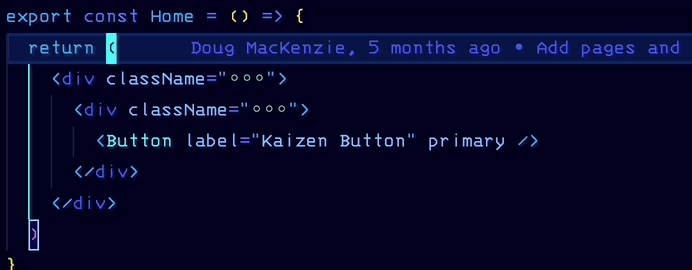 export const Home = () => {
return (    Doug MacKenzie, 5 months ago • Add pages and
<div className="∘∘∘">
<div className="∘∘∘">
<Button label="Kaizen Button" primary />
</div>
</div>
)
}